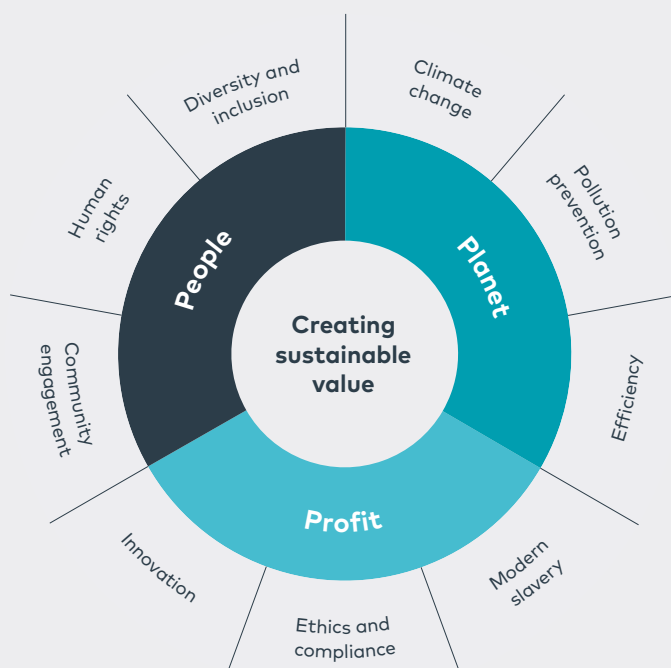 Creating
sustainable
value
People
Planet
Profit
Diversity and
inclusion
Human
rights
Community
engagement
Climate
change
Pollution
prevention
Efficiency
Modern
slavery
Ethics and
compliance
Innovation